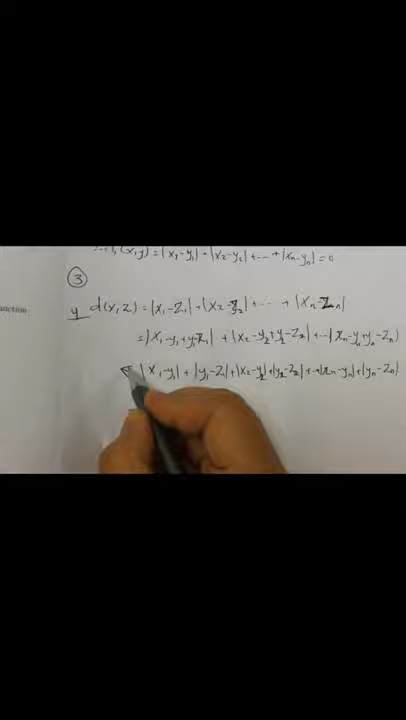 (x,y) = |x₁-y₁| + |x₂-y₂| + ... + |xₙ-yₙ| = 0
③
4 d(x,z) = |x₁-z₁| + |x₂-z₂| + ... + |xₙ-zₙ|
= |x₁-y₁+y₁-z₁| + |x₂-y₂+y₂-z₂| + ... |xₙ-yₙ+yₙ-zₙ|
≤ |x₁-y₁| + |y₁-z₁| + |x₂-y₂| + |y₂-z₂| + ... + |xₙ-yₙ| + |yₙ-zₙ|